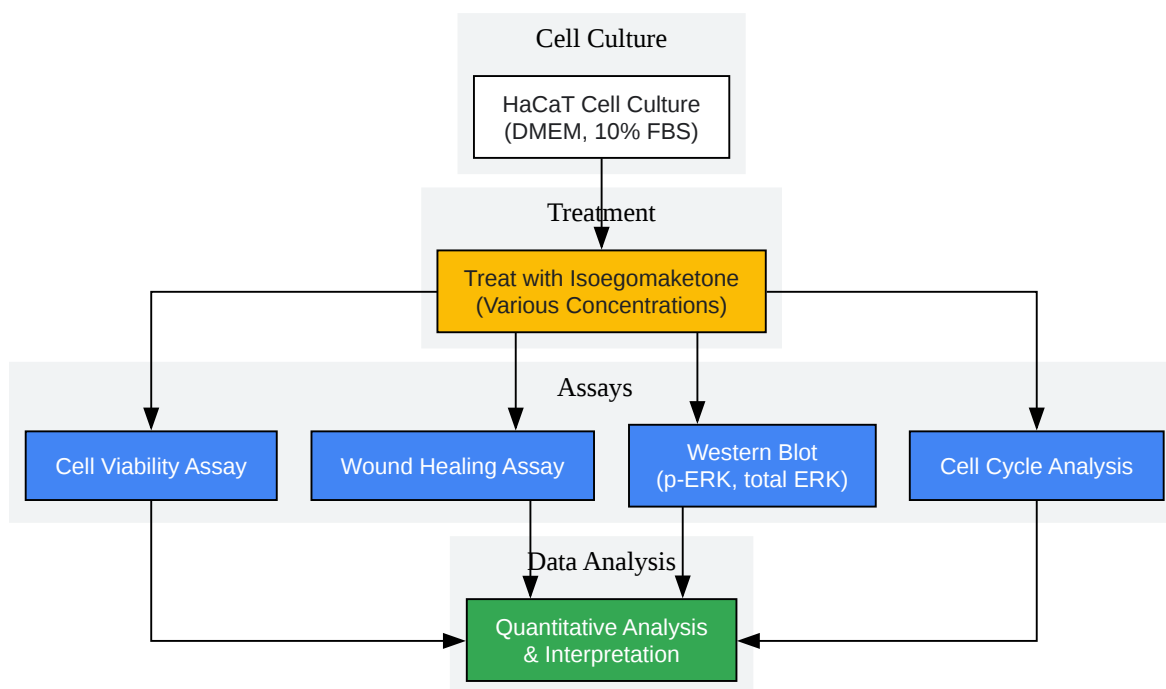 Cell Culture
HaCaT Cell Culture
(DMEM, 10% FBS)
Treatment
Treat with Isoegomaketone
(Various Concentrations)
Assays
Cell Viability Assay
Wound Healing Assay
Western Blot
(p-ERK, total ERK)
Cell Cycle Analysis
Data Analysis
Quantitative Analysis
& Interpretation